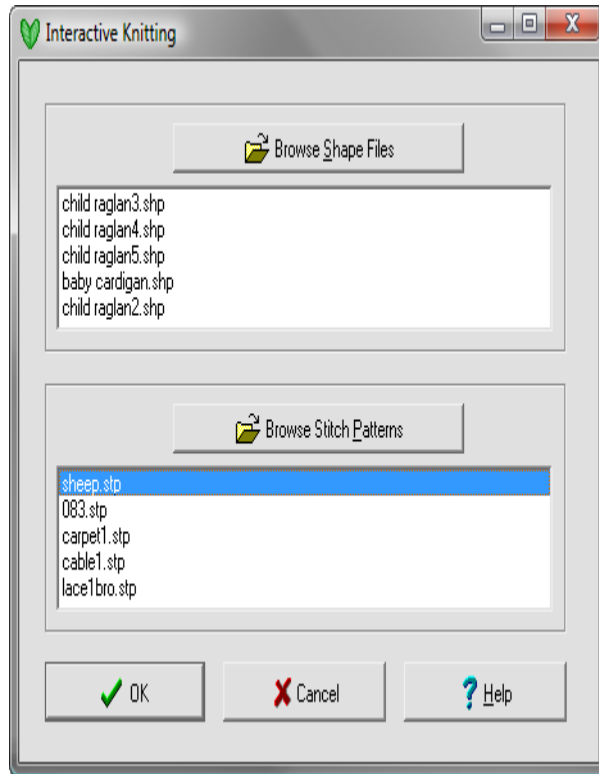 Interactive Knitting
Browse Shape Files
child raglan3.shp
child raglan4.shp
child raglan5.shp
baby cardigan.shp
child raglan2.shp
Browse Stitch Patterns
sheep.stp
083.stp
carpet1.stp
cable1.stp
lace1bro.stp
OK
Cancel
Help